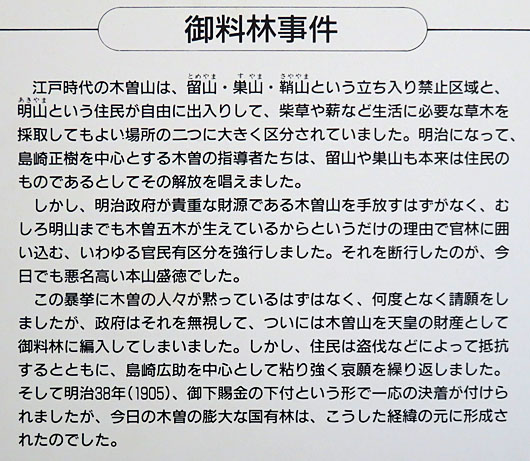 御料林事件
江戸時代の木曽山は、留山・巣山・鞘山という立ち入り禁止区域と、
明山という住民が自由に出入りして、柴草や薪など生活に必要な草木を
採取してもよい場所の二つに大きく区分されていました。明治になって、
島崎正樹を中心とする木曽の指導者たちは、留山や巣山も本来は住民の
ものであるとしてその解放を唱えました。
しかし、明治政府が貴重な財源である木曽山を手放すはずがなく、む
しろ明山までも木曽五木が生えているからというだけの理由で官林に囲
い込む、いわゆる官民有区分を強行しました。それを断行したのが、今
日でも悪名高い本山盛徳でした。
この暴挙に木曽の人々が黙っているはずはなく、何度となく請願をし
ましたが、政府はそれを無視して、ついには木曽山を天皇の財産として
御料林に編入してしまいました。しかし、住民は盗伐などによって抵抗
するとともに、島崎広助を中心として粘り強く哀願を繰り返しました。
そして明治38年(1905)、御下賜金の下付という形で一応の決着が付けら
れましたが、今日の木曽の膨大な国有林は、こうした経緯の元に形成さ
れたのでした。